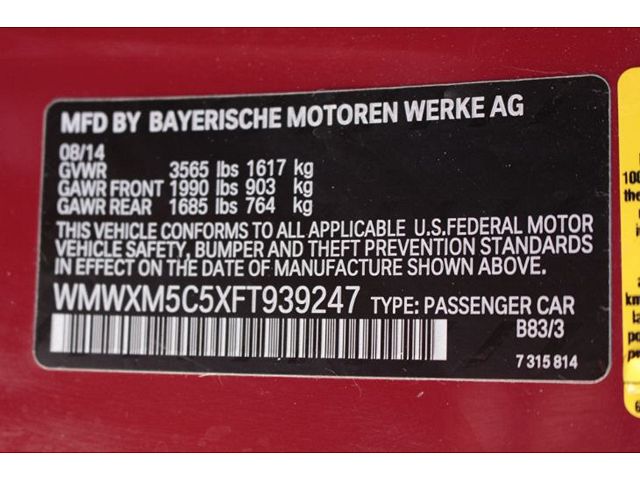 MFD BY BAYERISCHE MOTOREN WERKE AG
08/14
GVWR 3565 lbs 1617 kg
GAWR FRONT 1990 lbs 903 kg
GAWR REAR 1685 lbs 764 kg
THIS VEHICLE CONFORMS TO ALL APPLICABLE U.S.FEDERAL MOTOR
VEHICLE SAFETY, BUMPER AND THEFT PREVENTION STANDARDS
IN EFFECT ON THE DATE OF MANUFACTURE SHOWN ABOVE.
WMWXM5C5XFT939247 TYPE: PASSENGER CAR
B83/3
7 315 814
100
the